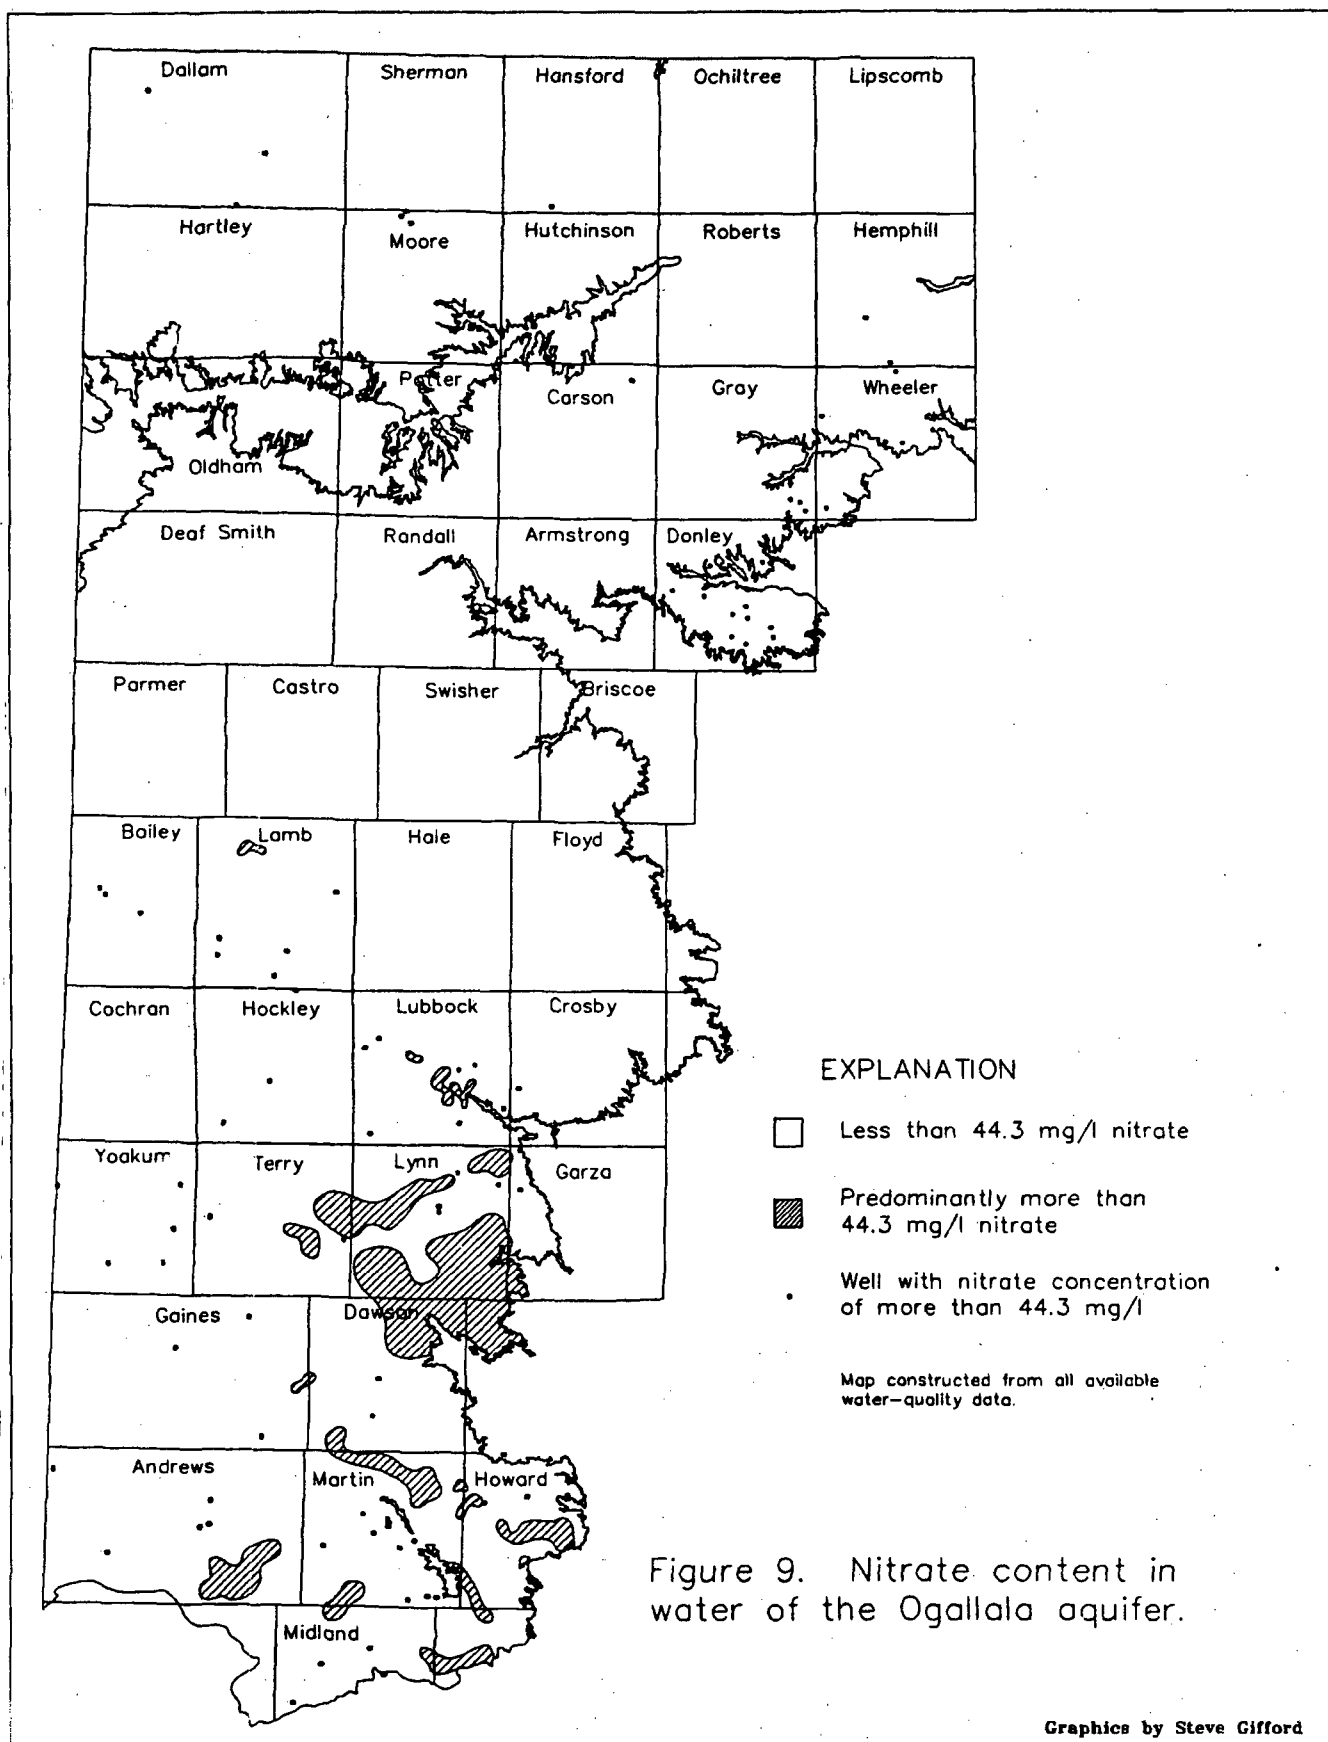 Dallam
Sherman
Hansford
Ochiltree
Lipscomb
Hartley
Moore
Hutchinson
Roberts
Hemphill
Potter
Carson
Gray
Wheeler
Oldham
Deaf Smith
Randall
Armstrong
Donley
Parmer
Castro
Swisher
Briscoe
Bailey
Lamb
Hale
Floyd
Cochran
Hockley
Lubbock
Crosby
EXPLANATION
Less than 44.3 mg/l nitrate
Predominantly more than
44.3 mg/l nitrate
Well with nitrate concentration
of more than 44.3 mg/l
Map constructed from all available
water-quality data.
Yoakum
Terry
Lynn
Garza
Gaines
Dawson
Andrews
Martin
Howard
Midland
Figure 9. Nitrate content in
water of the Ogallala aquifer.
Graphics by Steve Gifford